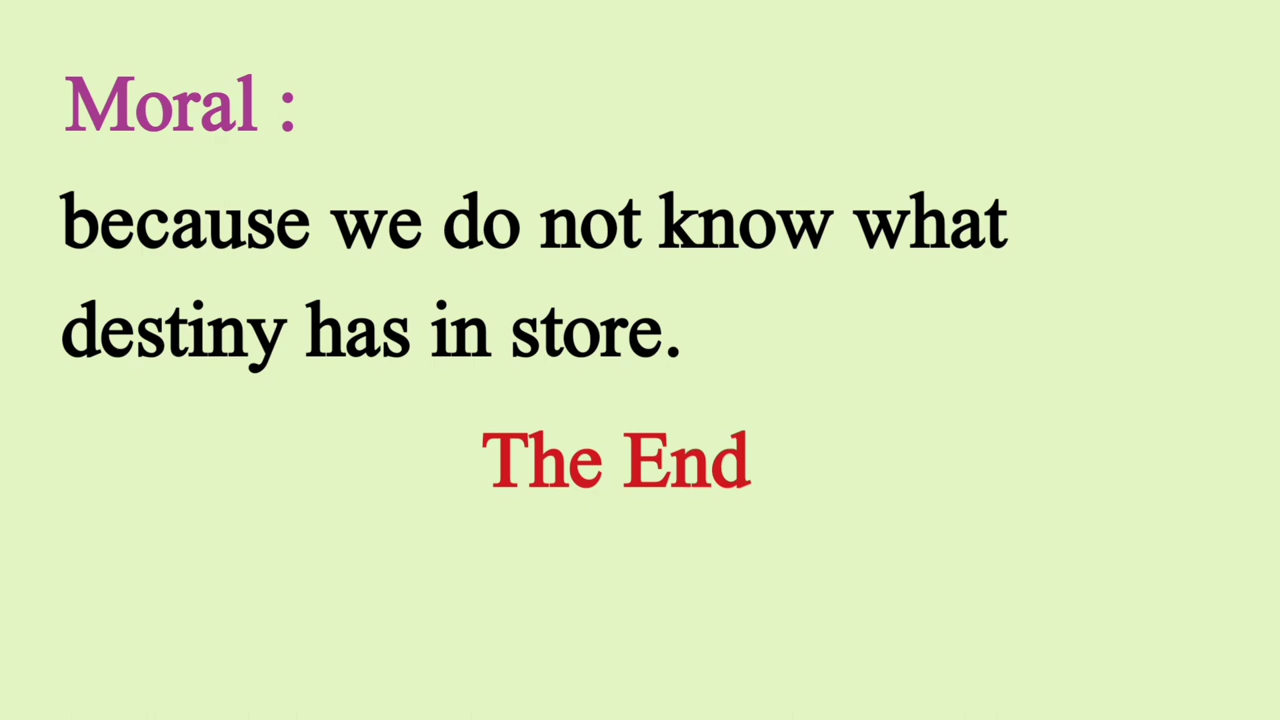 Moral :
because we do not know what
destiny has in store.
The End